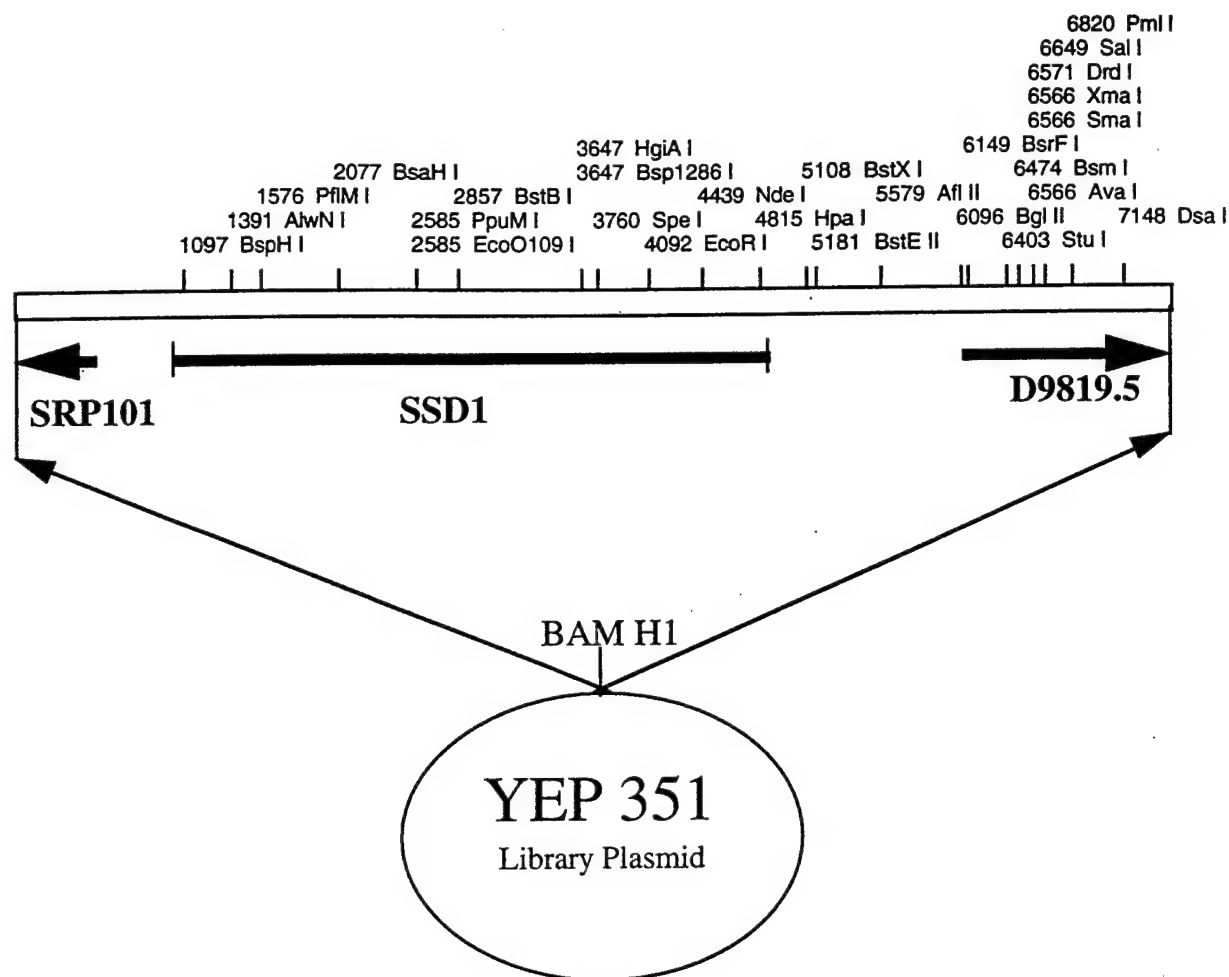 6820 Pml I
6649 Sal I
6571 Drd I
6566 Xma I
6566 Sma I
3647 HgiA I 6149 BsrF I
2077 BsaH I 3647 Bsp1286 I 5108 BstX I 6474 Bsm I
1576 PflM I 2857 BstB I 4439 Nde I 5579 Afl II 6566 Ava I
1391 AlwN I 2585 PpuM I 3760 Spe I 4815 Hpa I 6096 Bgl II 7148 Dsa I
1097 BspH I 2585 EcoO109 I 4092 EcoR I 5181 BstE II 6403 Stu I
SRP101 SSD1 D9819.5
BAM H1
YEP 351
Library Plasmid